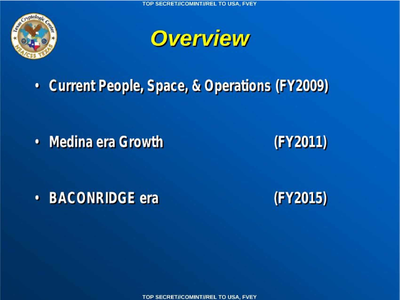 TOP SECRET//COMINT//REL TO USA, FVEY
Overview
• Current People, Space, & Operations (FY2009)
• Medina era Growth (FY2011)
• BACONRIDGE era (FY2015)
TOP SECRET//COMINT//REL TO USA, FVEY